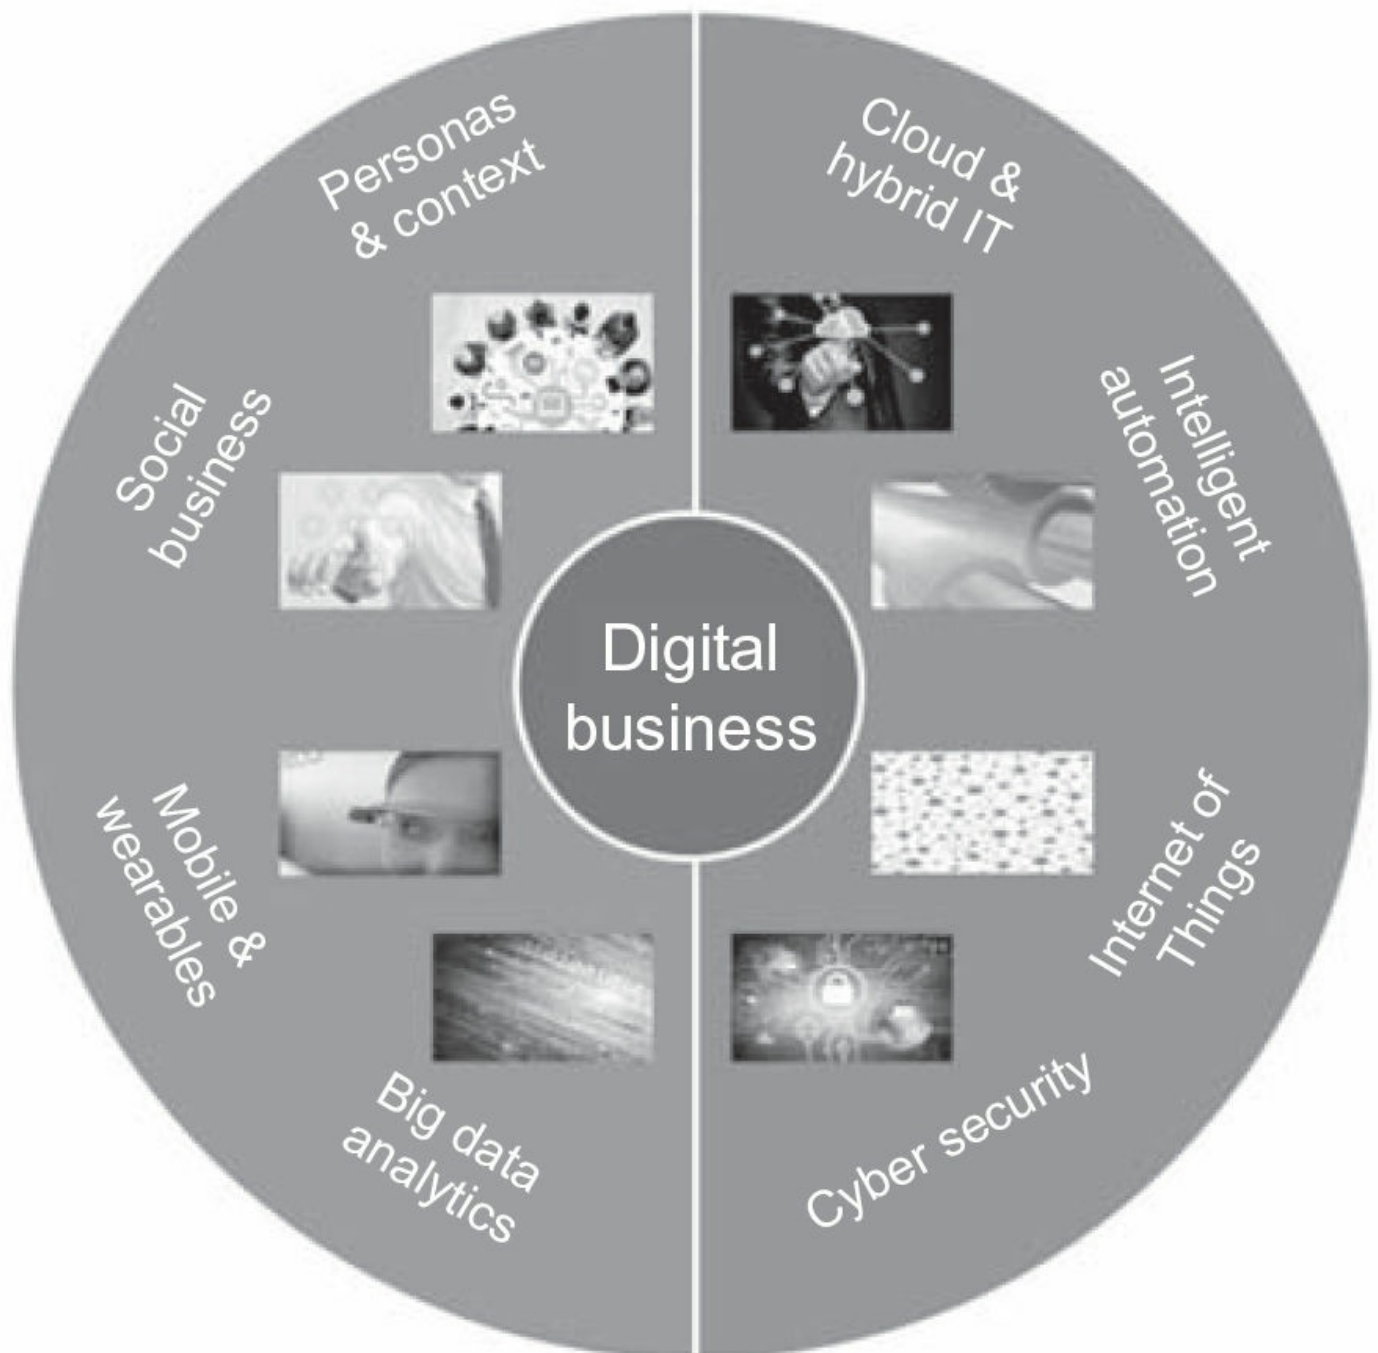 Personas
& context
Cloud &
hybrid IT
Social
business
Intelligent
automation
Digital
business
Mobile &
wearables
Internet of
Things
Big data
analytics
Cyber security